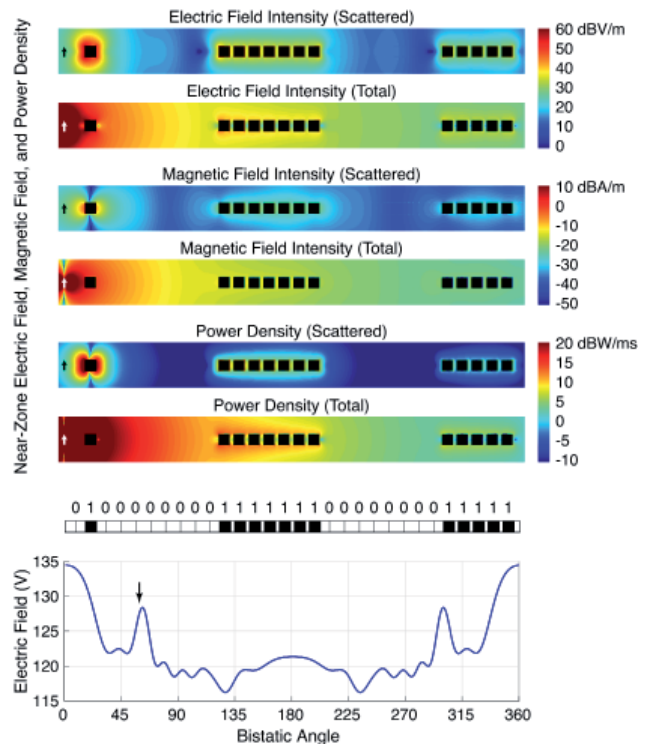 Near-Zone Electric Field, Magnetic Field, and Power Density
Electric Field Intensity (Scattered)
60 dBV/m
50
40
30
20
10
0
Electric Field Intensity (Total)
Magnetic Field Intensity (Scattered)
10 dBA/m
0
-10
-20
-30
-40
-50
Magnetic Field Intensity (Total)
Power Density (Scattered)
20 dBW/ms
15
10
5
0
-5
-10
Power Density (Total)
0 1 0 0 0 0 0 0 0 0 1 1 1 1 1 1 1 0 0 0 0 0 0 0 0 1 1 1 1 1
Electric Field (V)
135
130
125
120
115
0 45 90 135 180 225 270 315 360
Bistatic Angle